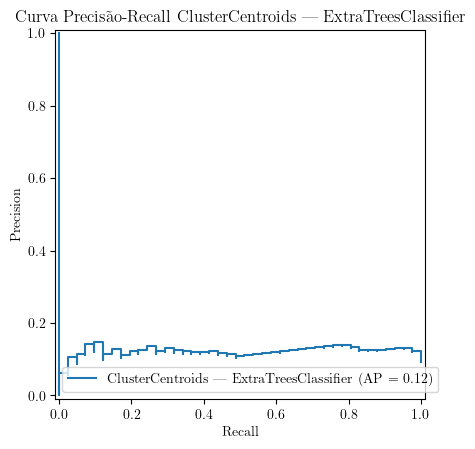 Curva Precisão-Recall ClusterCentroids — ExtraTreesClassifier
1.0
0.8
0.6
0.4
0.2
0.0
Precision
ClusterCentroids — ExtraTreesClassifier (AP = 0.12)
0.0 0.2 0.4 0.6 0.8 1.0
Recall